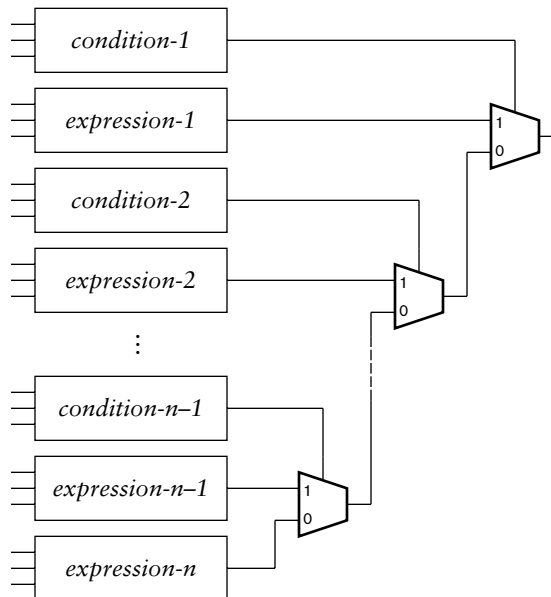 condition-1
expression-1
1
0
condition-2
expression-2
1
0
⋮
condition-n–1
expression-n–1
1
0
expression-n